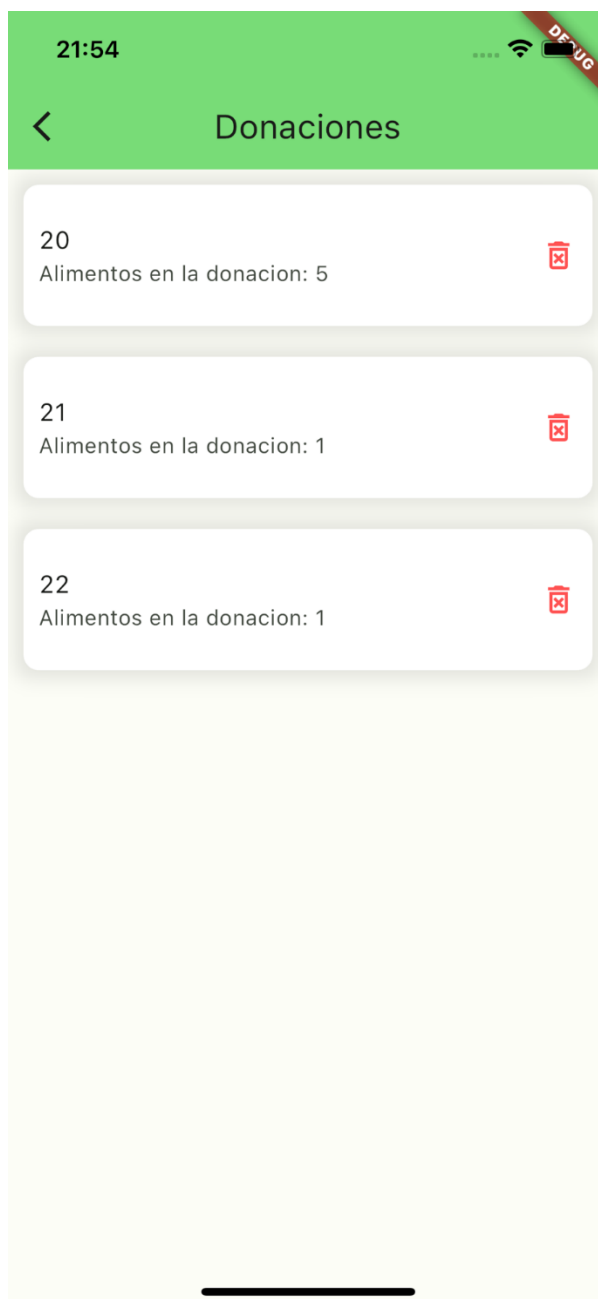 21:54
DEBUG
Donaciones
20
Alimentos en la donacion: 5
21
Alimentos en la donacion: 1
22
Alimentos en la donacion: 1